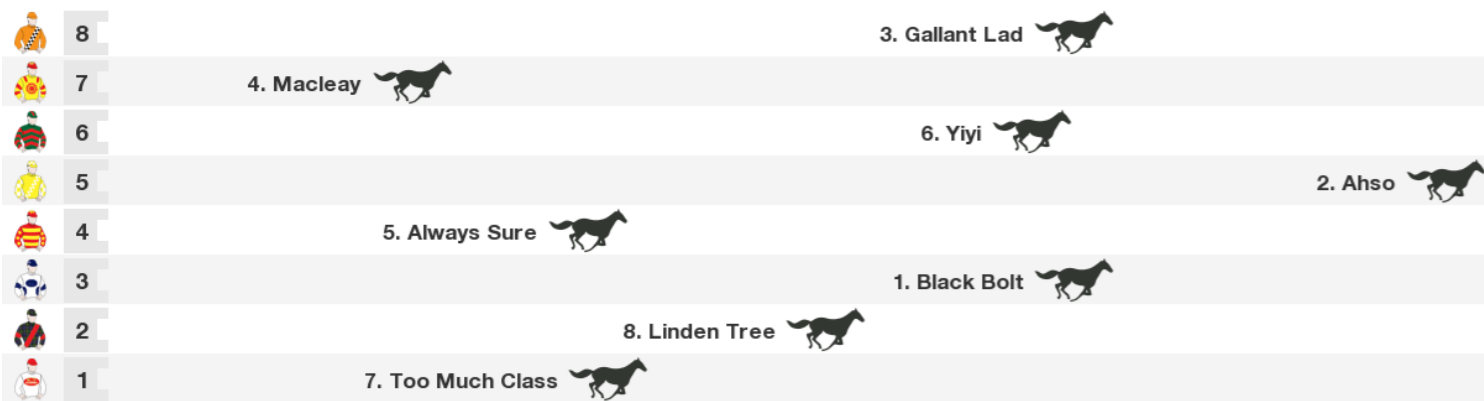 8 3. Gallant Lad
7 4. Macleay
6 6. Yiyi
5 2. Ahso
4 5. Always Sure
3 1. Black Bolt
2 8. Linden Tree
1 7. Too Much Class